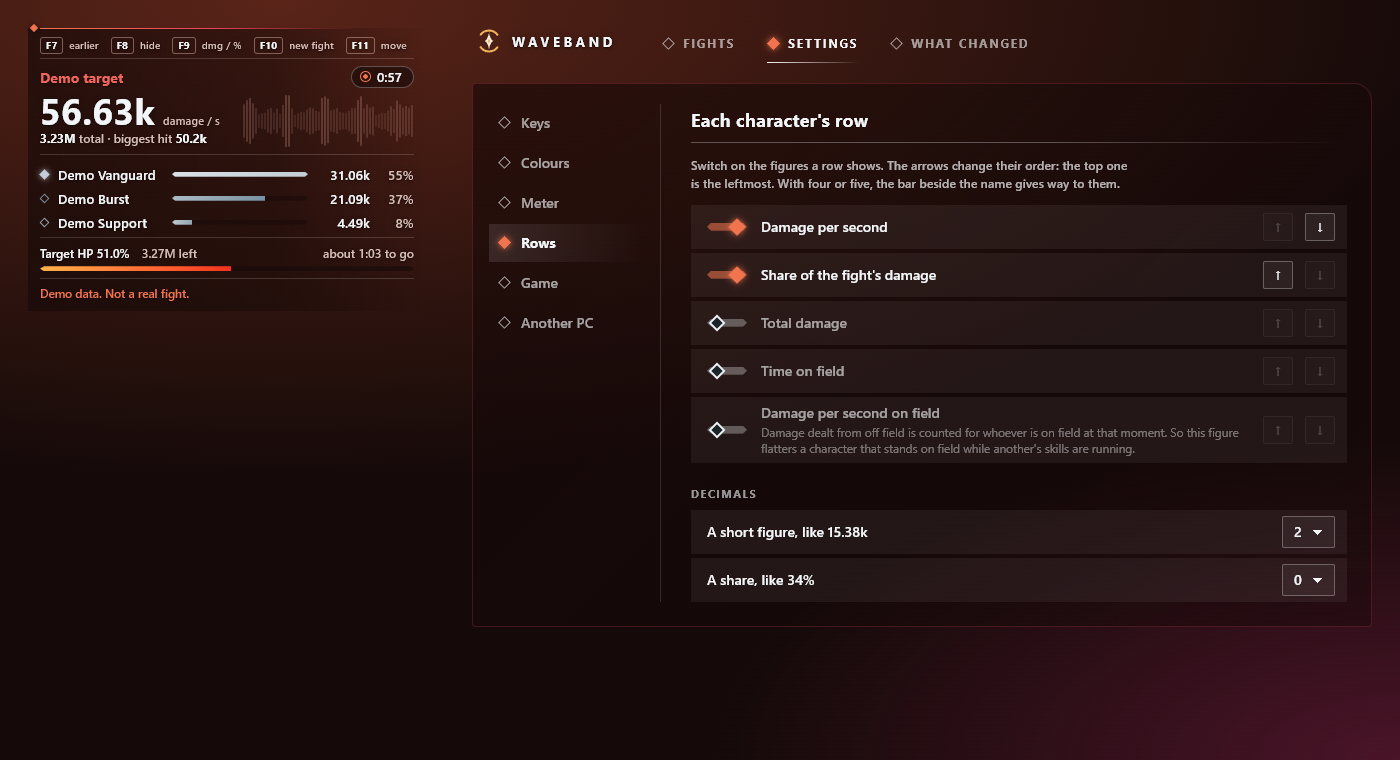 F7 earlier F8 hide F9 dmg / % F10 new fight F11 move
Demo target 0:57
56.63k damage / s
3.23M total · biggest hit 50.2k
Demo Vanguard 31.06k 55%
Demo Burst 21.09k 37%
Demo Support 4.49k 8%
Target HP 51.0% 3.27M left about 1:03 to go
Demo data. Not a real fight.
WAVEBAND FIGHTS SETTINGS WHAT CHANGED
Keys
Colours
Meter
Rows
Game
Another PC
Each character's row
Switch on the figures a row shows. The arrows change their order: the top one
is the leftmost. With four or five, the bar beside the name gives way to them.
Damage per second ↑ ↓
Share of the fight's damage ↑ ↓
Total damage ↑ ↓
Time on field ↑ ↓
Damage per second on field ↑ ↓
Damage dealt from off field is counted for whoever is on field at that moment. So this figure
flatters a character that stands on field while another's skills are running.
DECIMALS
A short figure, like 15.38k 2
A share, like 34% 0